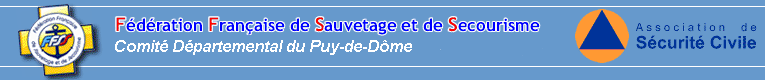 Fédération Française de Sauvetage et de Secourisme
Comité Départemental du Puy-de-Dôme
Association de
Sécurité Civile